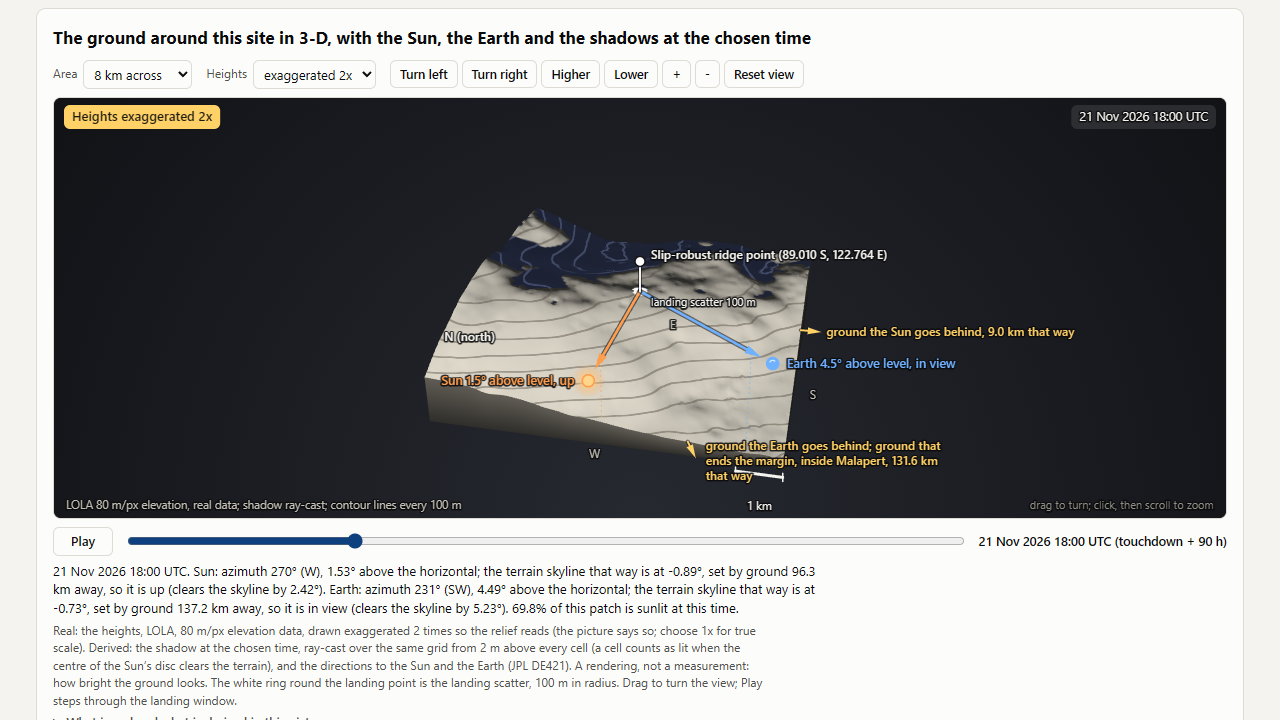 The ground around this site in 3-D, with the Sun, the Earth and the shadows at the chosen time
Area 8 km across Heights exaggerated 2x Turn left Turn right Higher Lower + - Reset view
Heights exaggerated 2x
21 Nov 2026 18:00 UTC
Slip-robust ridge point (89.010 S, 122.764 E)
landing scatter 100 m
E
N (north)
ground the Sun goes behind, 9.0 km that way
Earth 4.5° above level, in view
Sun 1.5° above level, up
S
W
ground the Earth goes behind; ground that
ends the margin, inside Malapert, 131.6 km
that way
LOLA 80 m/px elevation, real data; shadow ray-cast; contour lines every 100 m
1 km
drag to turn; click, then scroll to zoom
Play
21 Nov 2026 18:00 UTC (touchdown + 90 h)
21 Nov 2026 18:00 UTC. Sun: azimuth 270° (W), 1.53° above the horizontal; the terrain skyline that way is at -0.89°, set by ground 96.3
km away, so it is up (clears the skyline by 2.42°). Earth: azimuth 231° (SW), 4.49° above the horizontal; the terrain skyline that way is at
-0.73°, set by ground 137.2 km away, so it is in view (clears the skyline by 5.23°). 69.8% of this patch is sunlit at this time.
Real: the heights, LOLA, 80 m/px elevation data, drawn exaggerated 2 times so the relief reads (the picture says so; choose 1x for true
scale). Derived: the shadow at the chosen time, ray-cast over the same grid from 2 m above every cell (a cell counts as lit when the
centre of the Sun's disc clears the terrain), and the directions to the Sun and the Earth (JPL DE421). A rendering, not a measurement:
how bright the ground looks. The white ring round the landing point is the landing scatter, 100 m in radius. Drag to turn the view; Play
steps through the landing window.